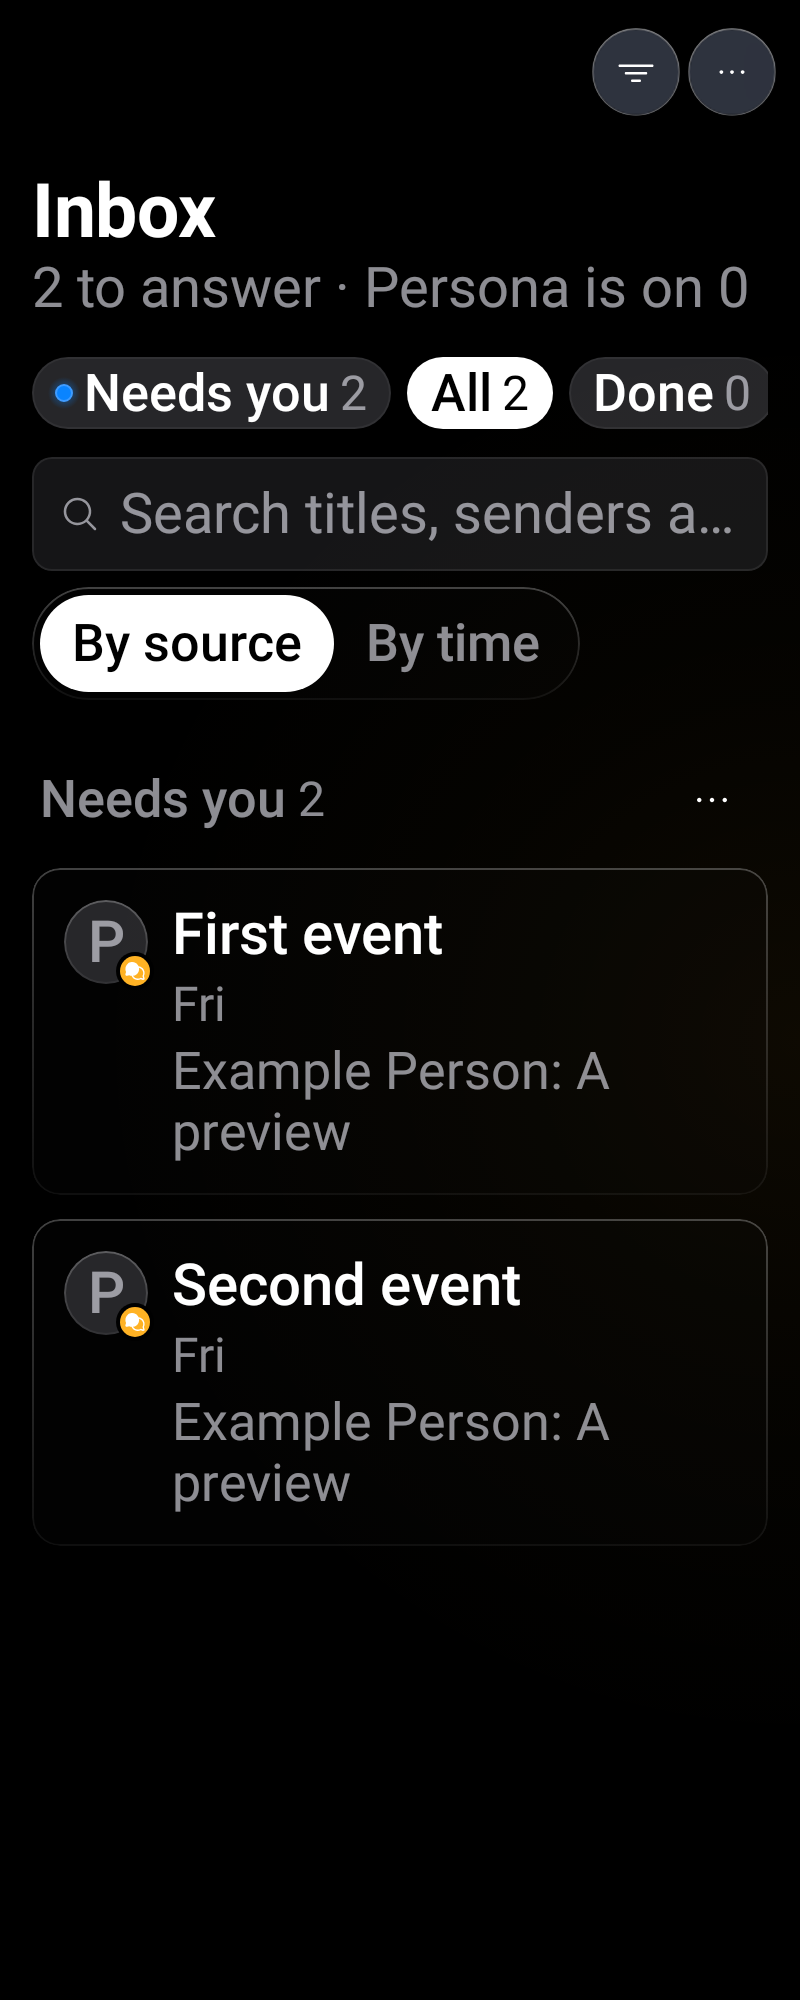 Inbox
2 to answer · Persona is on 0
Needs you 2
All 2
Done 0
Search titles, senders a…
By source
By time
Needs you 2
P
First event
Fri
Example Person: A
preview
P
Second event
Fri
Example Person: A
preview